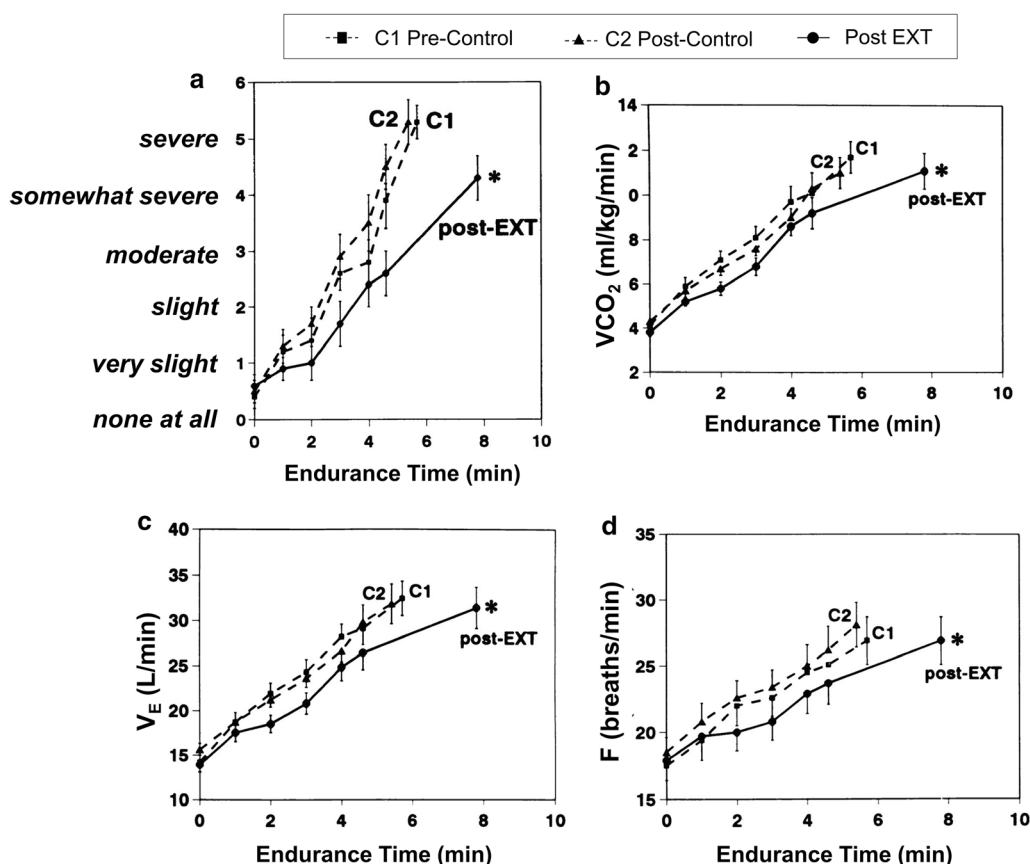 C1 Pre-Control C2 Post-Control Post EXT
a
6
5
4
3
2
1
0
severe
somewhat severe
moderate
slight
very slight
none at all
C2 C1
*
post-EXT
0 2 4 6 8 10
Endurance Time (min)
b
14
2
0
8
6
4
2
VCO2 (ml/kg/min)
C2 C1
*
post-EXT
0 2 4 6 8 10
Endurance Time (min)
c
40
35
30
25
20
15
10
VE (L/min)
C2 C1
*
post-EXT
0 2 4 6 8 10
Endurance Time (min)
d
35
30
25
20
15
F (breaths/min)
C2
C1
*
post-EXT
0 2 4 6 8 10
Endurance Time (min)